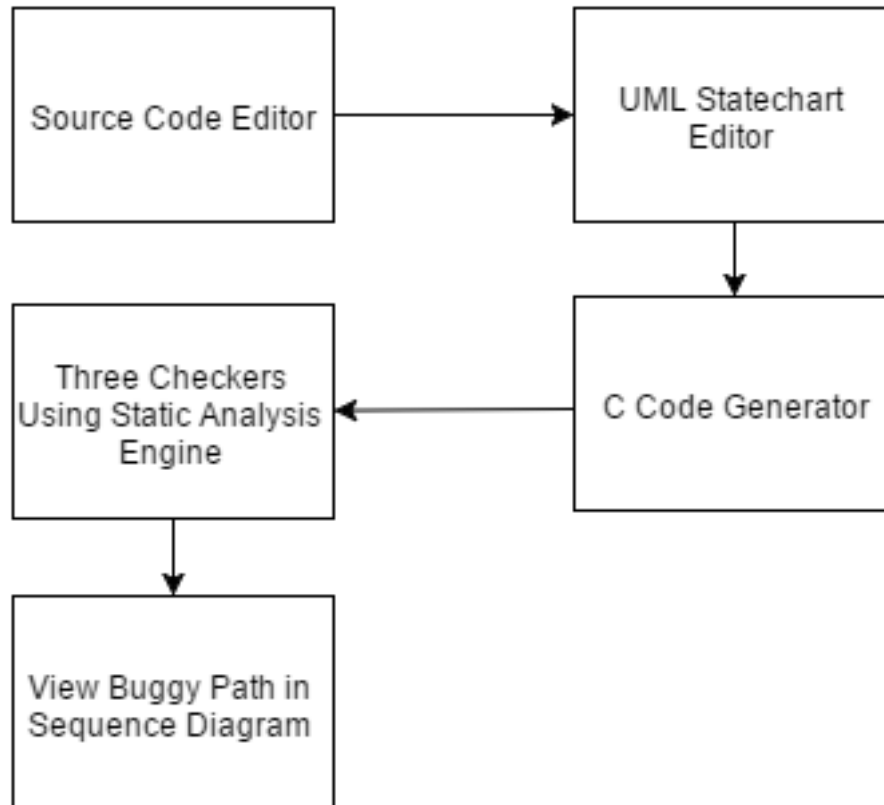 Source Code Editor
UML Statechart
Editor
Three Checkers
Using Static Analysis
Engine
C Code Generator
View Buggy Path in
Sequence Diagram